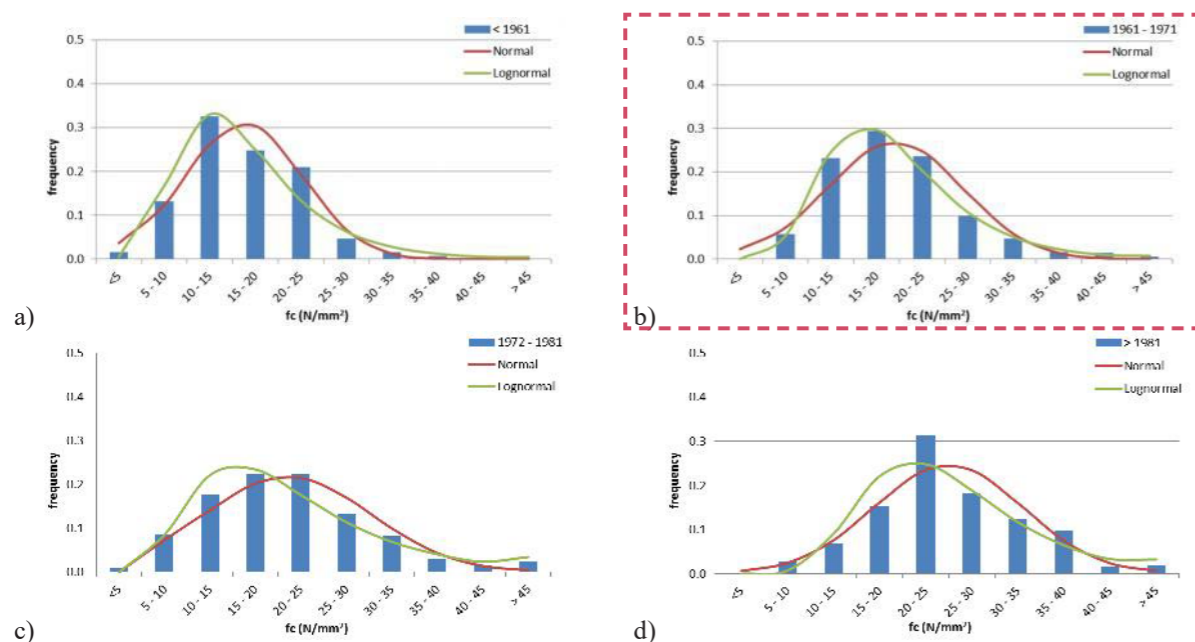 < 1961
Normal
Lognormal
0.5
0.4
0.3
0.2
0.1
0.0
frequency
<5
5 - 10
10 - 15
15 - 20
20 - 25
25 - 30
30 - 35
35 - 40
40 - 45
> 45
fc (N/mm²)
a)
1961 - 1971
Normal
Lognormal
0.5
0.4
0.3
0.2
0.1
0.0
frequency
<5
5 - 10
10 - 15
15 - 20
20 - 25
25 - 30
30 - 35
35 - 40
40 - 45
> 45
fc (N/mm²)
b)
1972 - 1981
Normal
Lognormal
0.5
0.4
0.3
0.2
0.1
0.0
frequency
<5
5 - 10
10 - 15
15 - 20
20 - 25
25 - 30
30 - 35
35 - 40
40 - 45
> 45
fc (N/mm²)
c)
> 1981
Normal
Lognormal
0.5
0.4
0.3
0.2
0.1
0.0
frequency
<5
5 - 10
10 - 15
15 - 20
20 - 25
25 - 30
30 - 35
35 - 40
40 - 45
> 45
fc (N/mm²)
d)